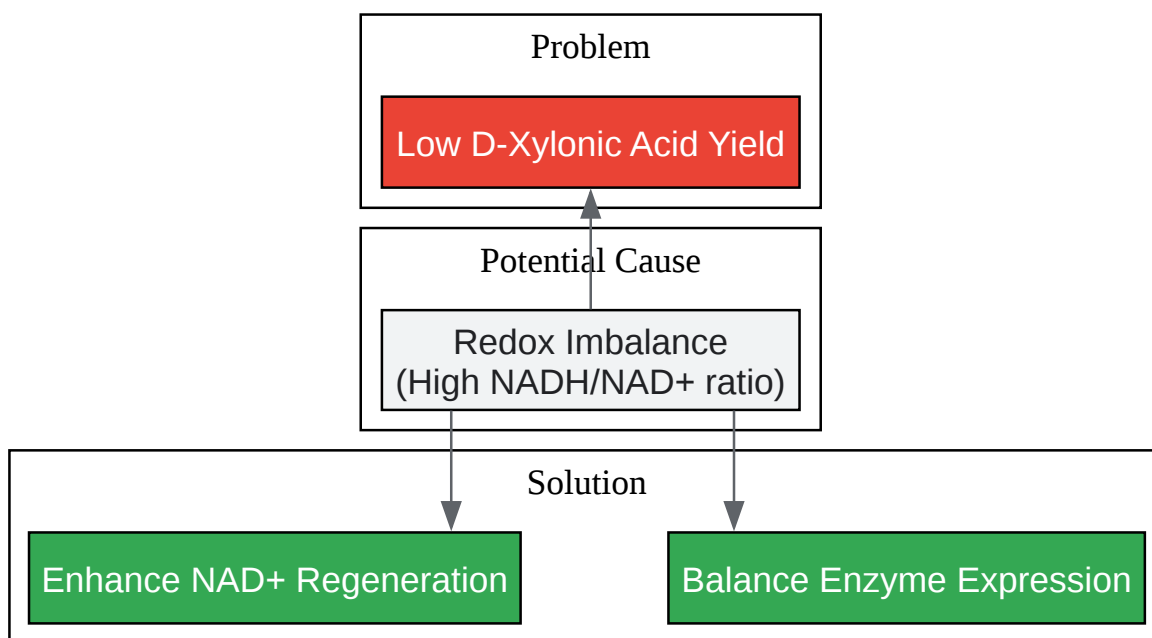 Problem
Low D-Xylonic Acid Yield
Potential Cause
Redox Imbalance
(High NADH/NAD+ ratio)
Solution
Enhance NAD+ Regeneration
Balance Enzyme Expression